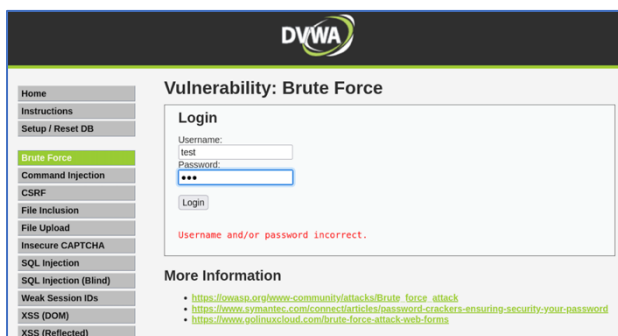 DVWA
Home
Instructions
Setup / Reset DB
Brute Force
Command Injection
CSRF
File Inclusion
File Upload
Insecure CAPTCHA
SQL Injection
SQL Injection (Blind)
Weak Session IDs
XSS (DOM)
XSS (Reflected)
Vulnerability: Brute Force
Login
Username:
test
Password:
•••
Login
Username and/or password incorrect.
More Information
https://owasp.org/www-community/attacks/Brute_force_attack
https://www.symantec.com/connect/articles/password-crackers-ensuring-security-your-password
https://www.golinuxcloud.com/brute-force-attack-web-forms